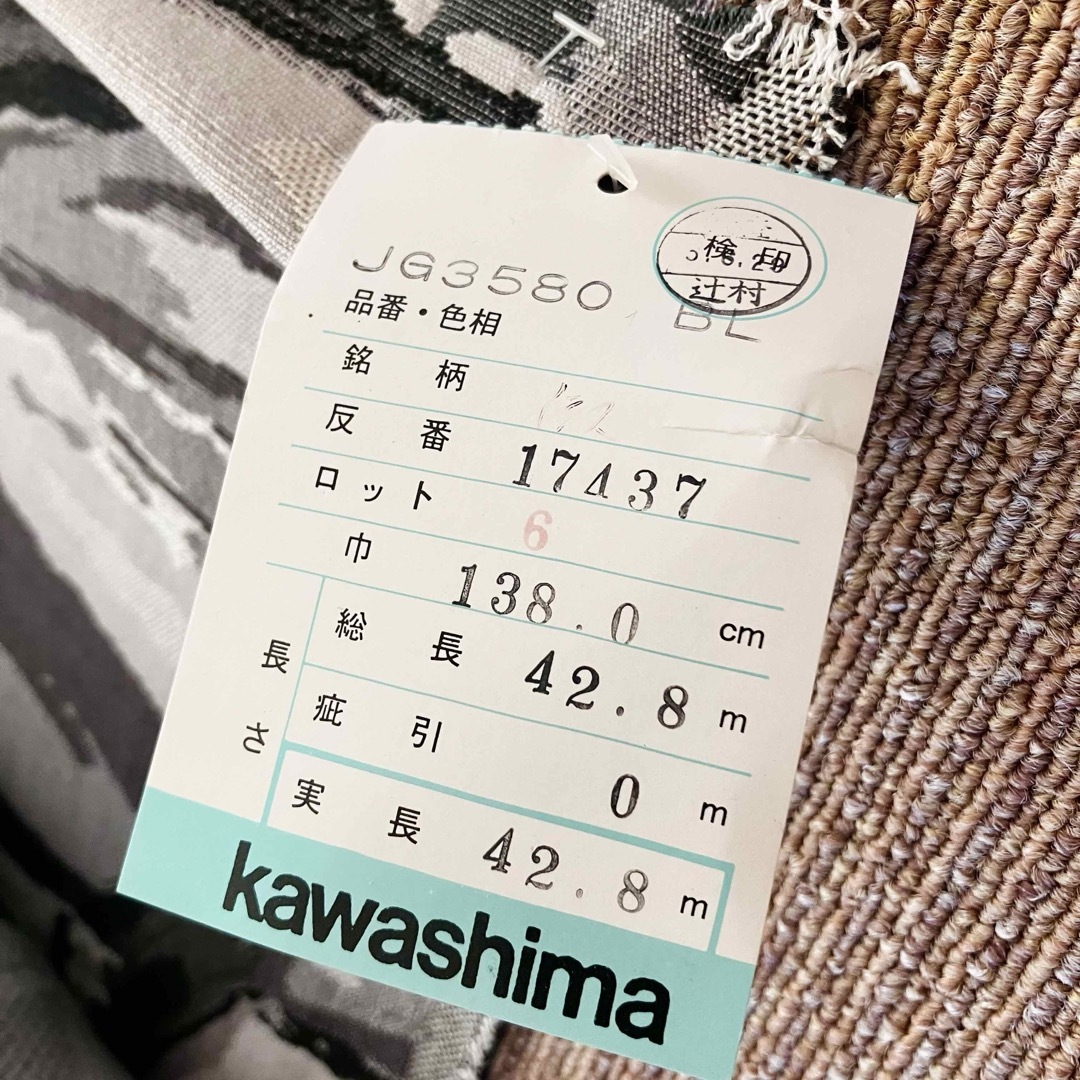 検印
辻村
JG3580 BL
品番・色相
銘柄
反番 17437
ロット 6
巾 138.0 cm
長さ
総長 42.8 m
疵引 0 m
実長 42.8 m
kawashima